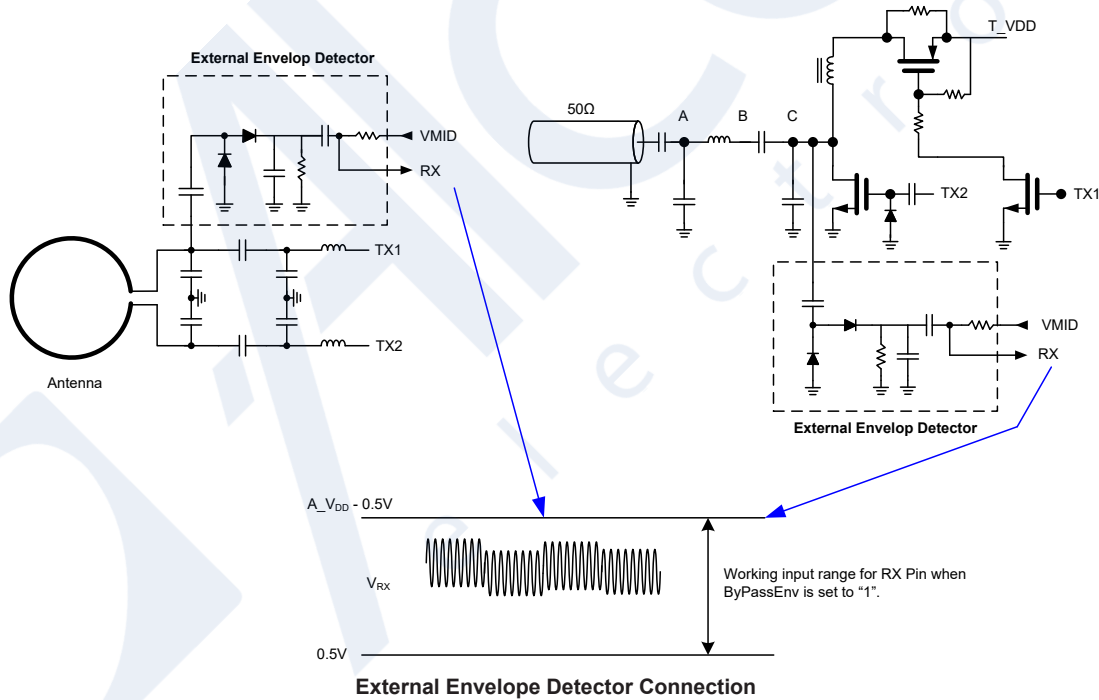 External Envelop Detector
VMID
RX
TX1
TX2
Antenna
50Ω
A
B
C
T_VDD
TX2
TX1
VMID
RX
External Envelop Detector
A_VDD - 0.5V
VRX
0.5V
Working input range for RX Pin when
ByPassEnv is set to “1”.
External Envelope Detector Connection